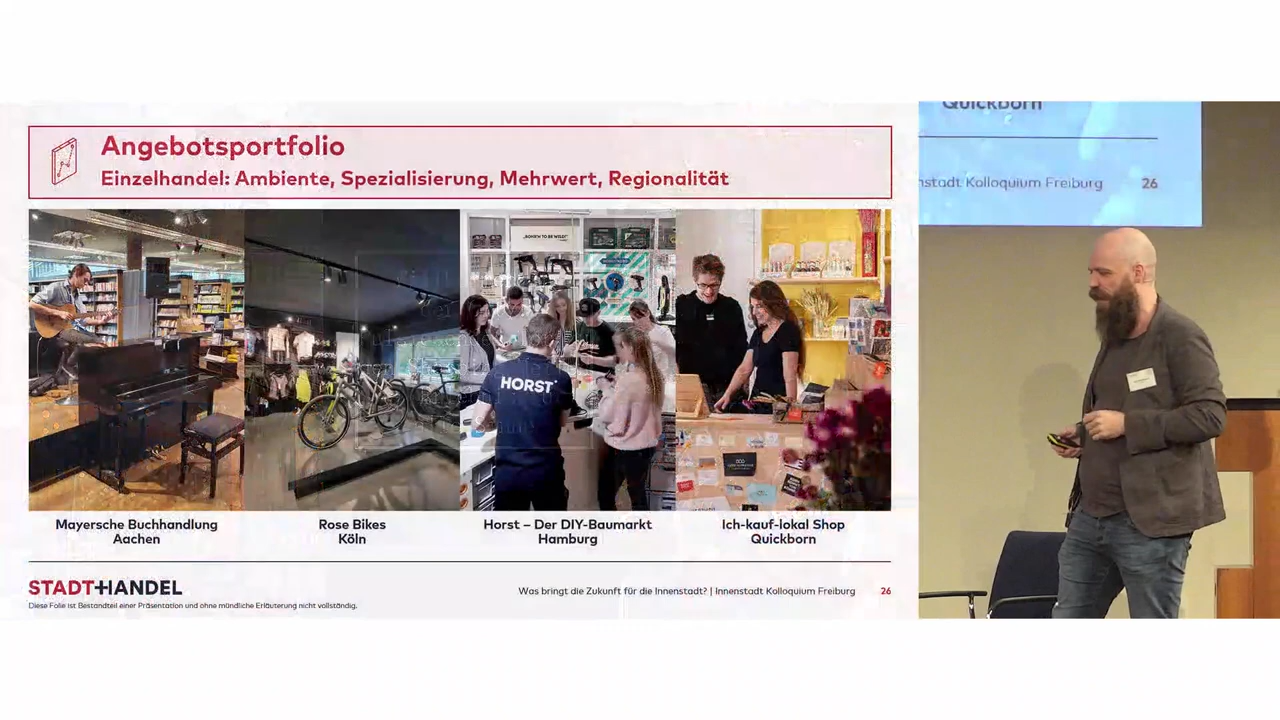 Angebotsportfolio
Einzelhandel: Ambiente, Spezialisierung, Mehrwert, Regionalität
HORST
Mayersche Buchhandlung
Aachen
Rose Bikes
Köln
Horst – Der DIY-Baumarkt
Hamburg
Ich-kauf-lokal Shop
Quickborn
STADT+HANDEL
Diese Folie ist Bestandteil einer Präsentation und ohne mündliche Erläuterung nicht vollständig.
Was bringt die Zukunft für die Innenstadt? | Innenstadt Kolloquium Freiburg 26
Quickborn
nstadt Kolloquium Freiburg 26